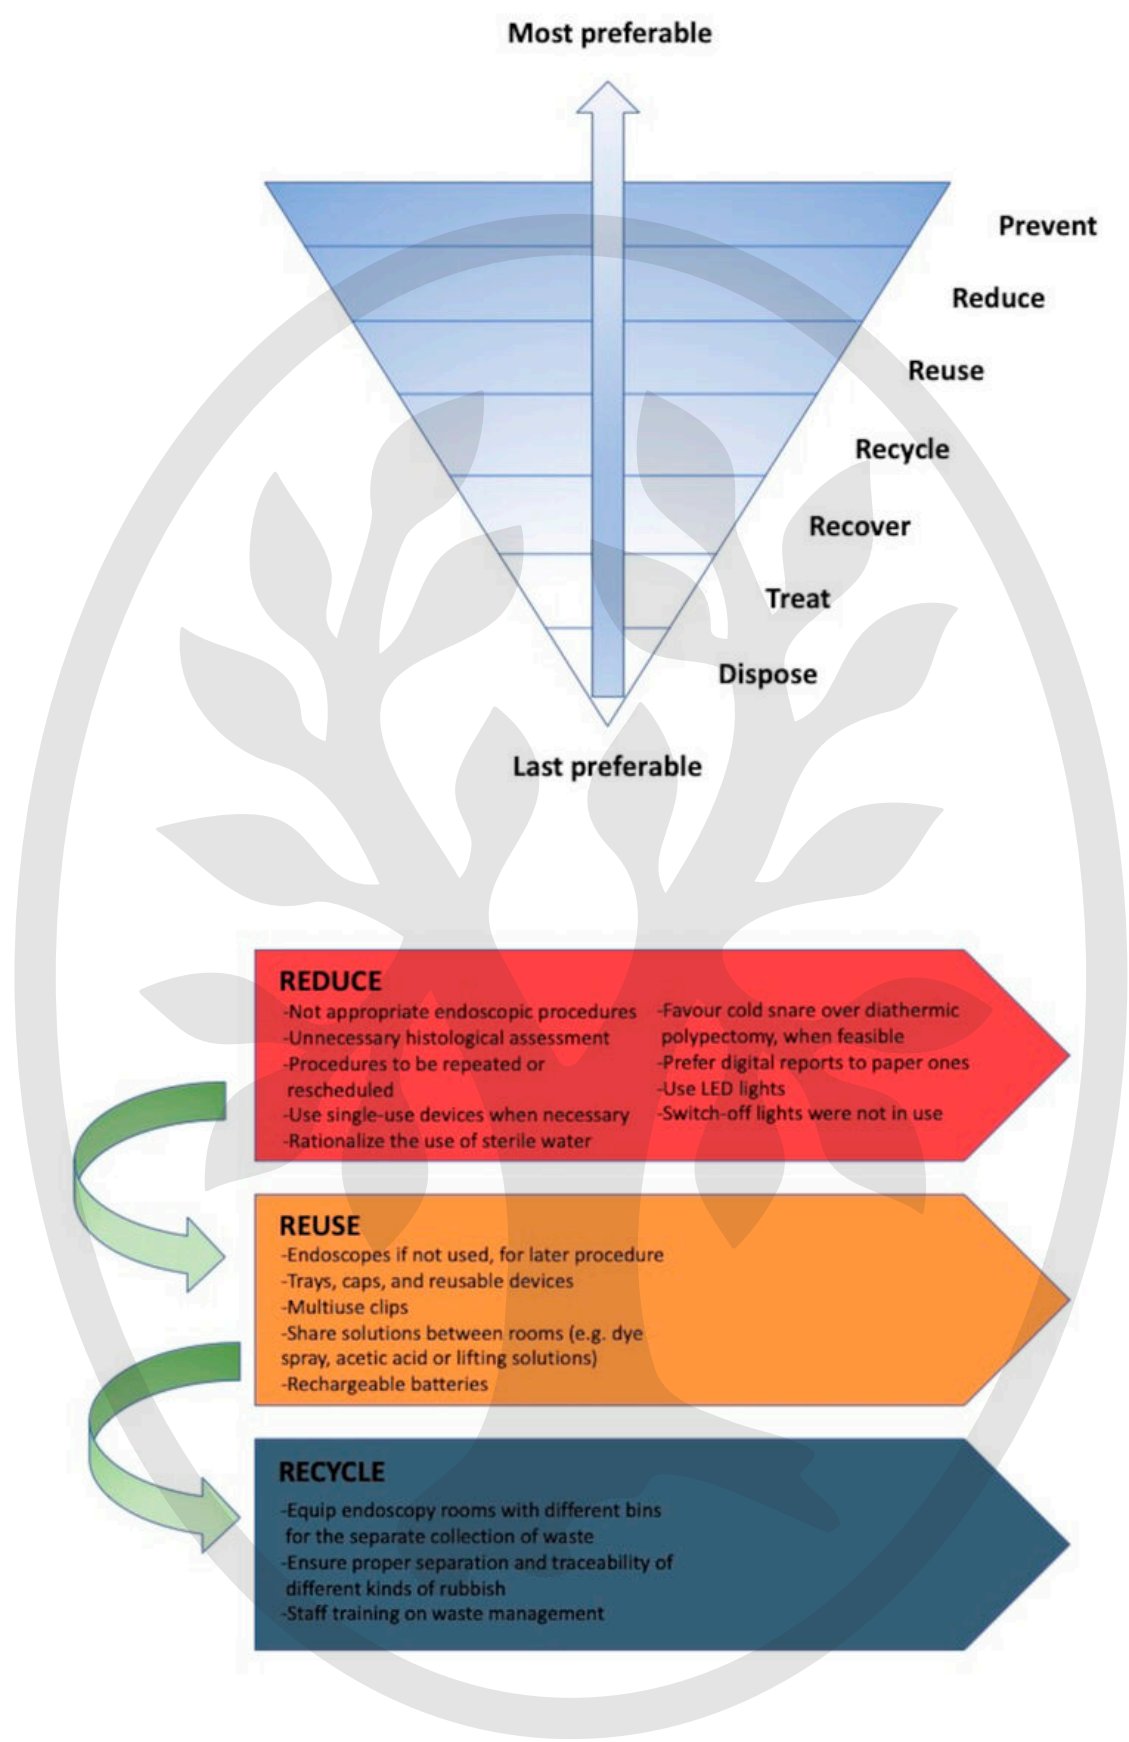 Most preferable
Prevent
Reduce
Reuse
Recycle
Recover
Treat
Dispose
Last preferable
REDUCE
-Not appropriate endoscopic procedures
-Unnecessary histological assessment
-Procedures to be repeated or
rescheduled
-Use single-use devices when necessary
-Rationalize the use of sterile water
-Favour cold snare over diathermic
polypectomy, when feasible
-Prefer digital reports to paper ones
-Use LED lights
-Switch-off lights were not in use
REUSE
-Endoscopes if not used, for later procedure
-Trays, caps, and reusable devices
-Multiuse clips
-Share solutions between rooms (e.g. dye
spray, acetic acid or lifting solutions)
-Rechargeable batteries
RECYCLE
-Equip endoscopy rooms with different bins
for the separate collection of waste
-Ensure proper separation and traceability of
different kinds of rubbish
-Staff training on waste management